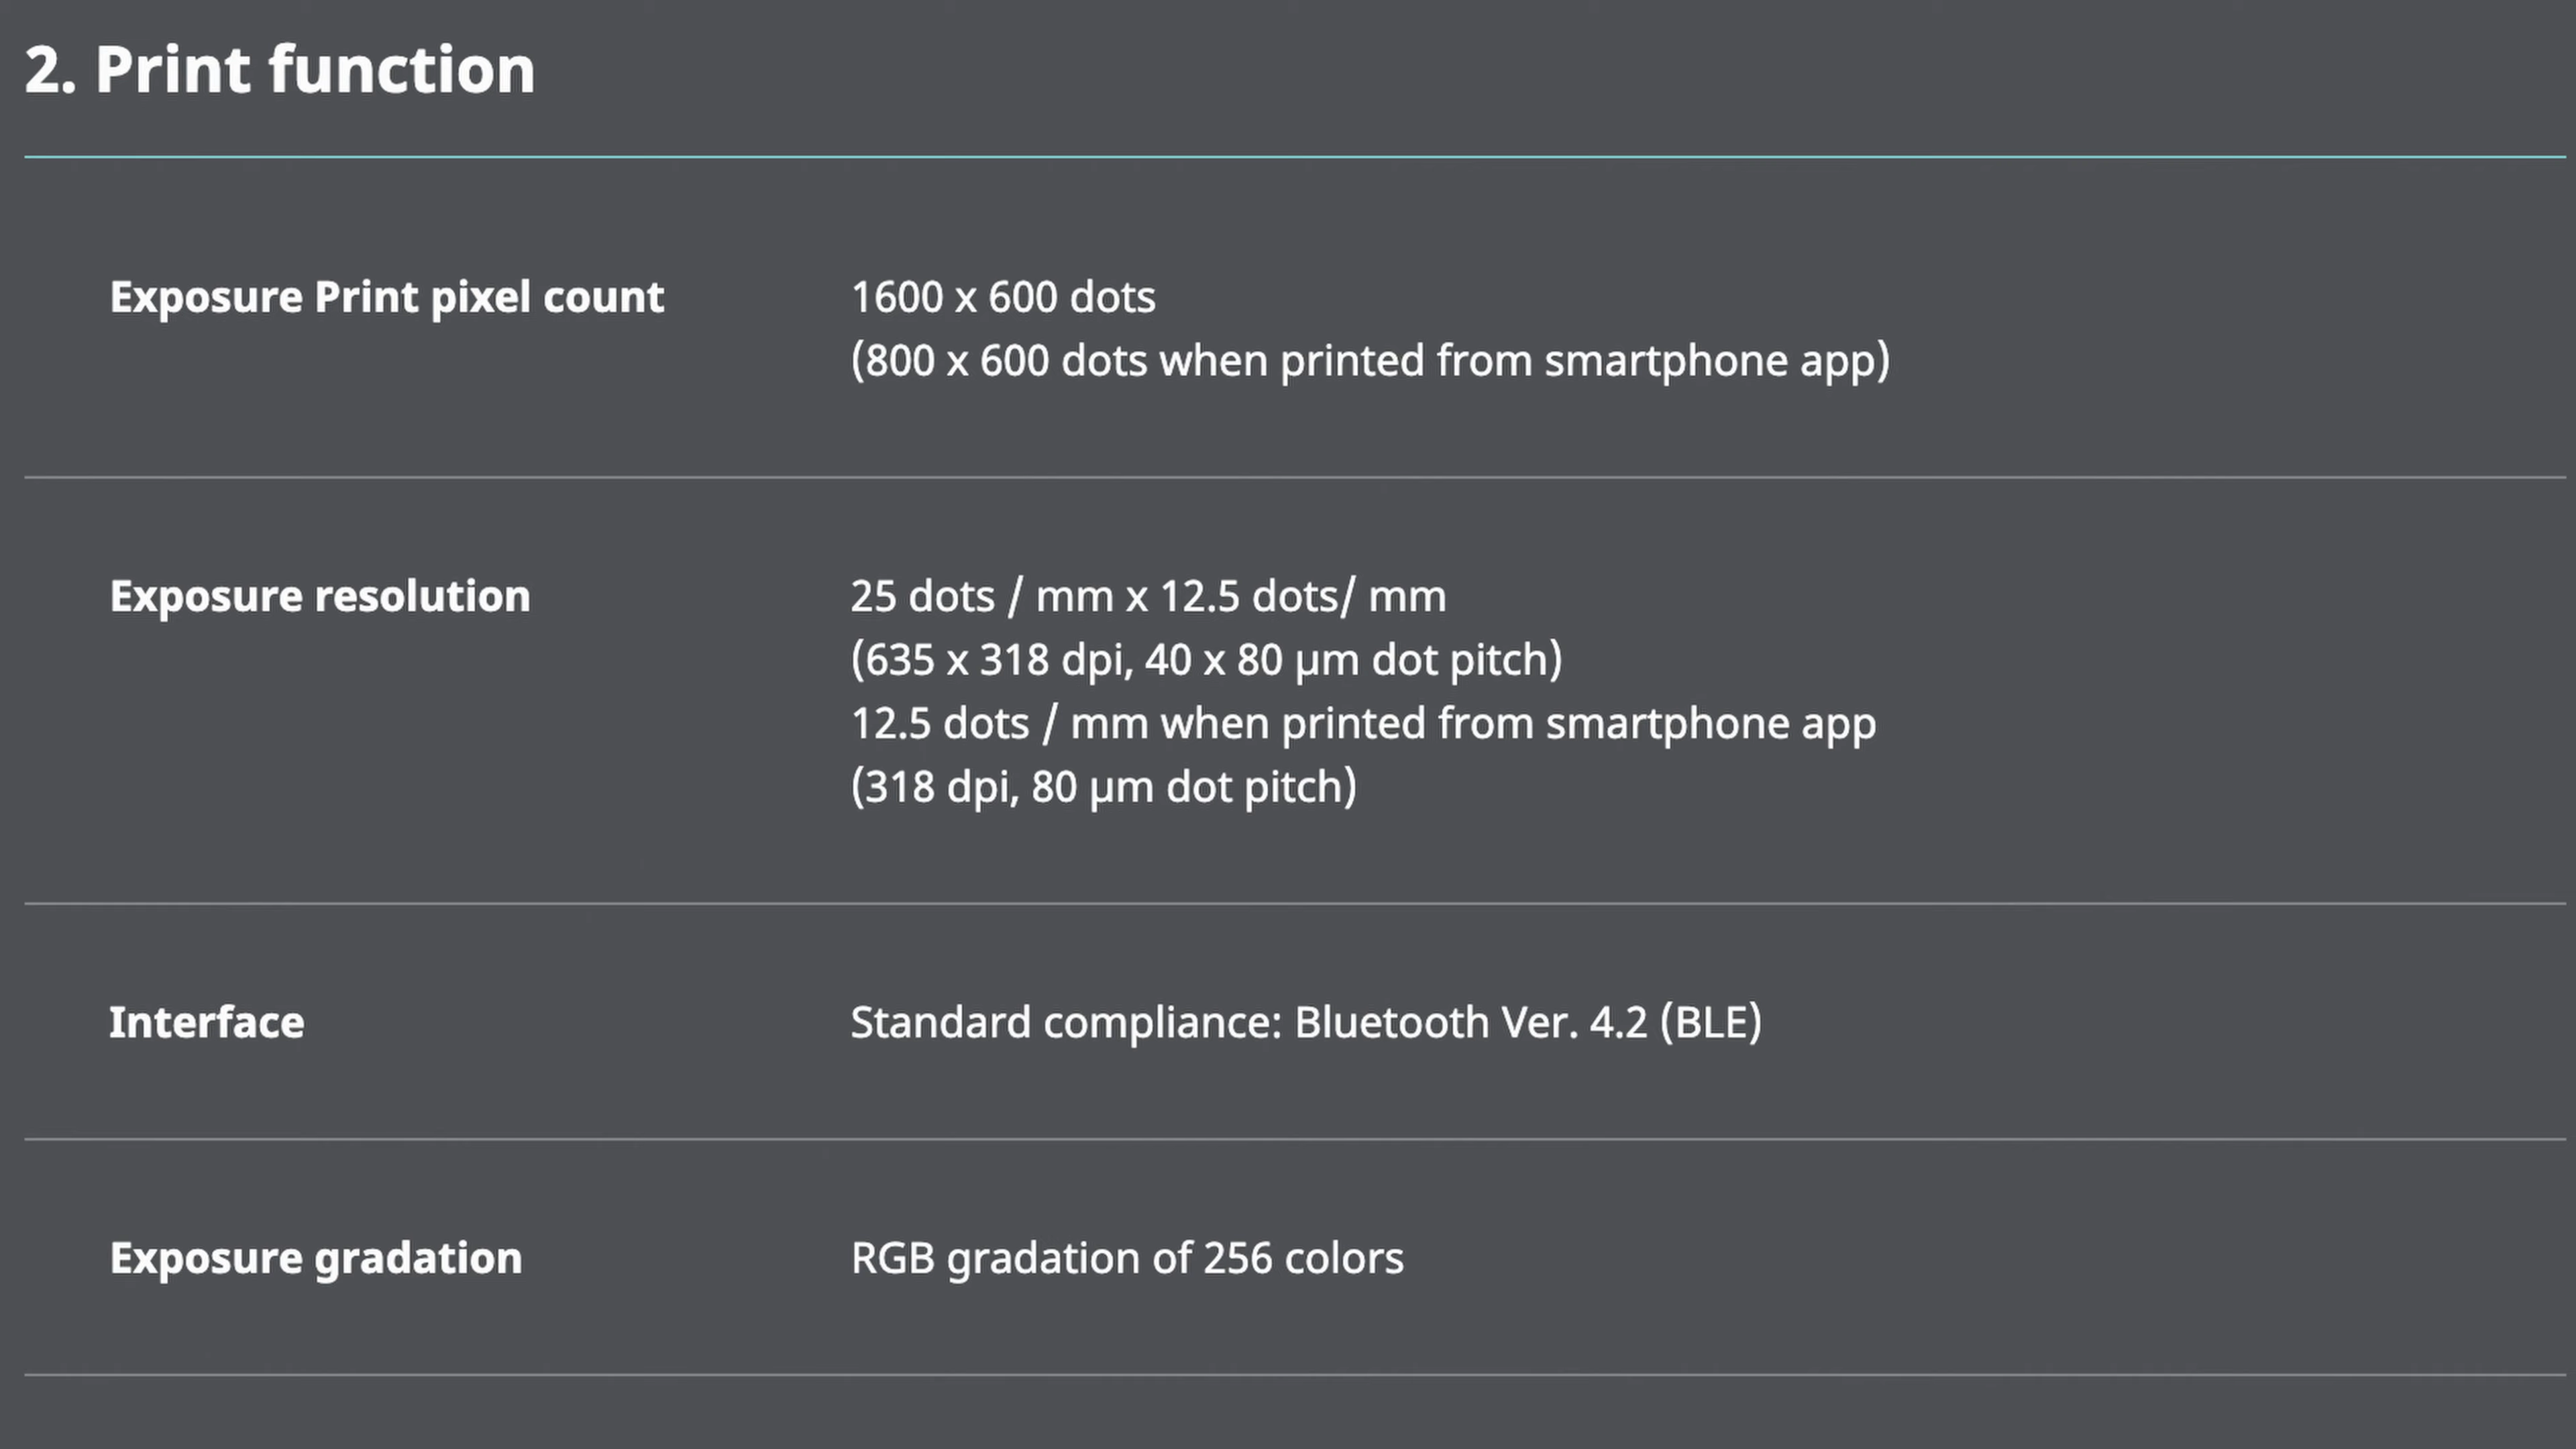 2. Print function
Exposure Print pixel count
1600 x 600 dots
(800 x 600 dots when printed from smartphone app)
Exposure resolution
25 dots / mm x 12.5 dots/ mm
(635 x 318 dpi, 40 x 80 µm dot pitch)
12.5 dots / mm when printed from smartphone app
(318 dpi, 80 µm dot pitch)
Interface
Standard compliance: Bluetooth Ver. 4.2 (BLE)
Exposure gradation
RGB gradation of 256 colors